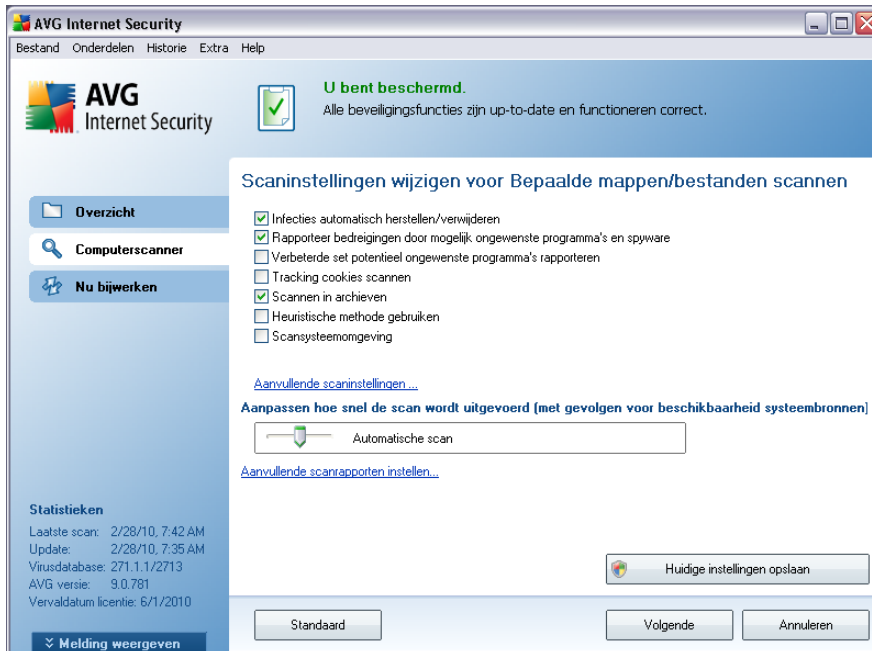 AVG Internet Security
Bestand Onderdelen Historie Extra Help
AVG
Internet Security
U bent beschermd.
Alle beveiligingsfuncties zijn up-to-date en functioneren correct.
Overzicht
Computerscanner
Nu bijwerken
Scaninstellingen wijzigen voor Bepaalde mappen/bestanden scannen
Infecties automatisch herstellen/verwijderen
Rapporteer bedreigingen door mogelijk ongewenste programma's en spyware
Verbeterde set potentieel ongewenste programma's rapporteren
Tracking cookies scannen
Scannen in archieven
Heuristische methode gebruiken
Scansysteemomgeving
Aanvullende scaninstellingen ...
Aanpassen hoe snel de scan wordt uitgevoerd (met gevolgen voor beschikbaarheid systeembronnen)
Automatische scan
Aanvullende scanrapporten instellen...
Statistieken
Laatste scan: 2/28/10, 7:42 AM
Update: 2/28/10, 7:35 AM
Virusdatabase: 271.1.1/2713
AVG versie: 9.0.781
Vervaldatum licentie: 6/1/2010
Melding weergeven
Huidige instellingen opslaan
Standaard
Volgende
Annuleren